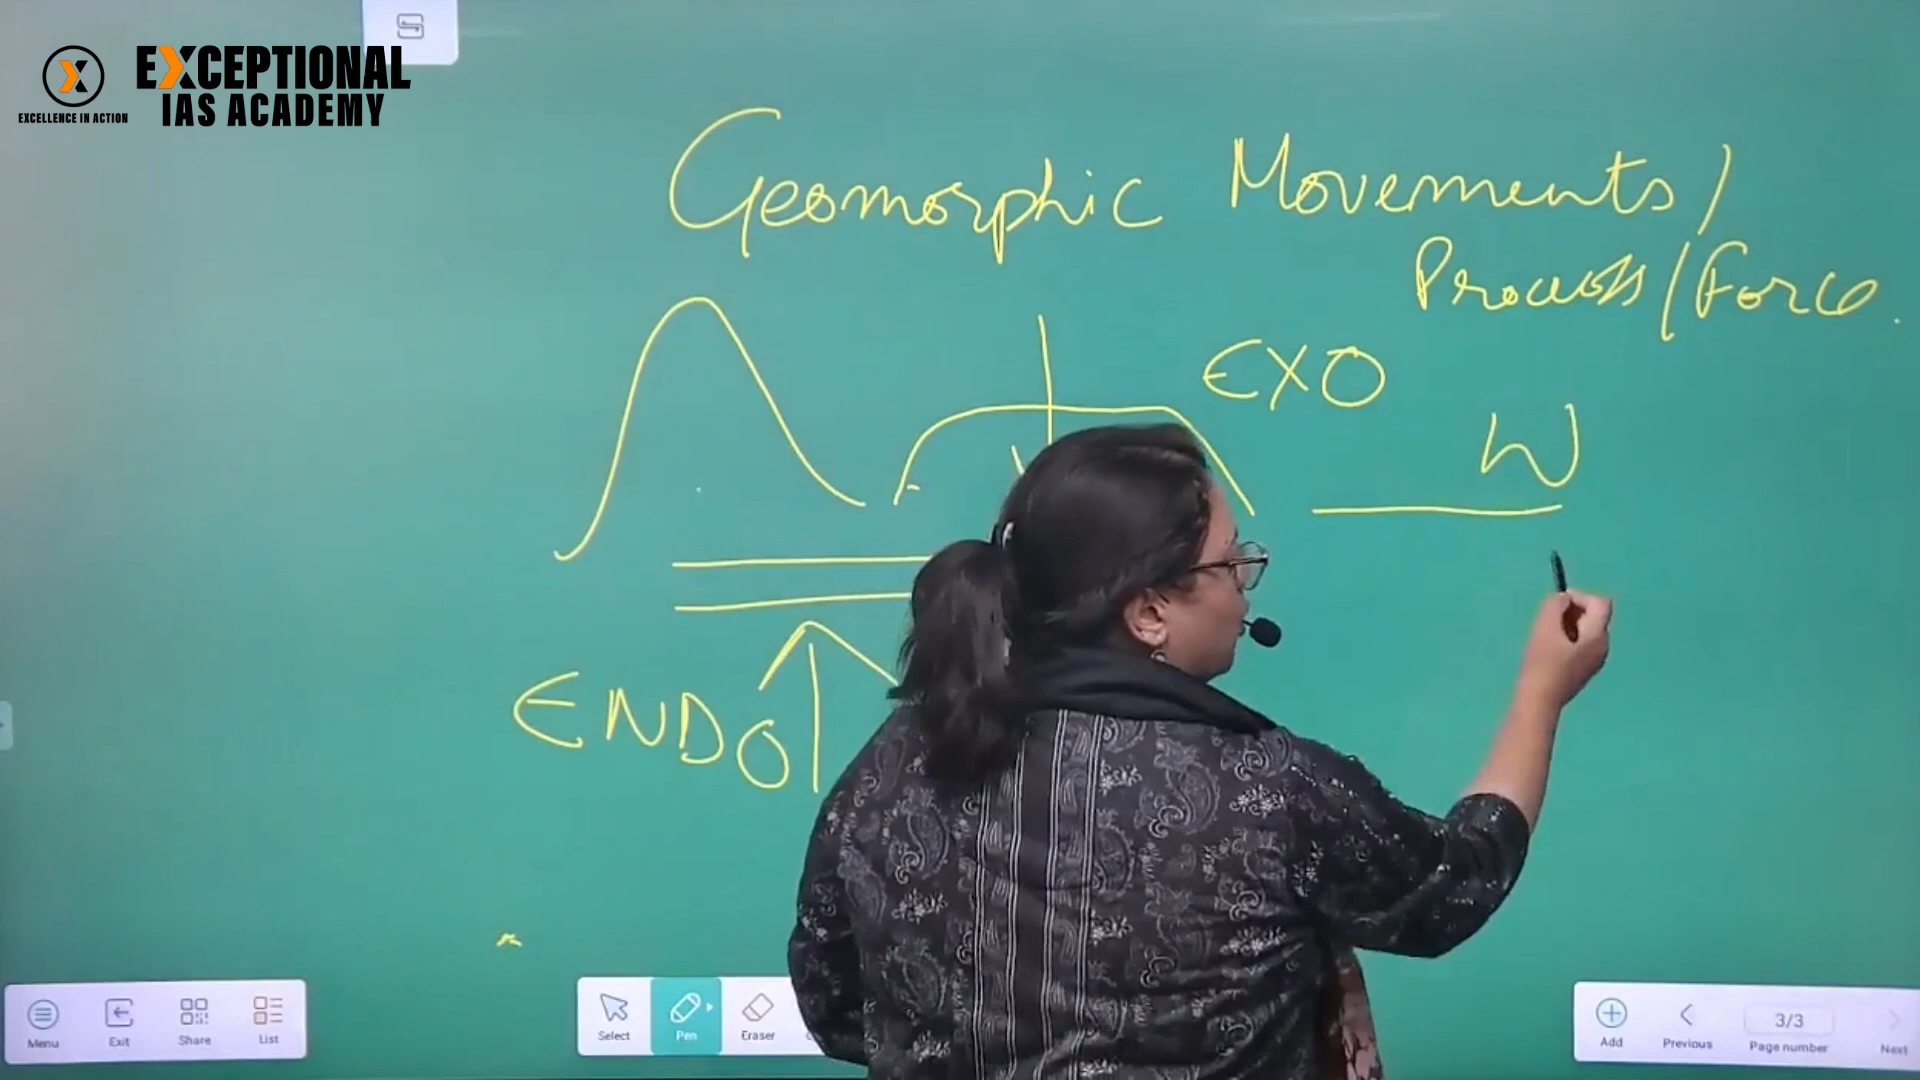 EXCEPTIONAL
IAS ACADEMY
EXCELLENCE IN ACTION
Geomorphic Movements/
Process/Force.
EXO
W
ENDO
Menu
Exit
Share
List
Select
Pen
Eraser
Add
Previous
3/3
Page number
Next